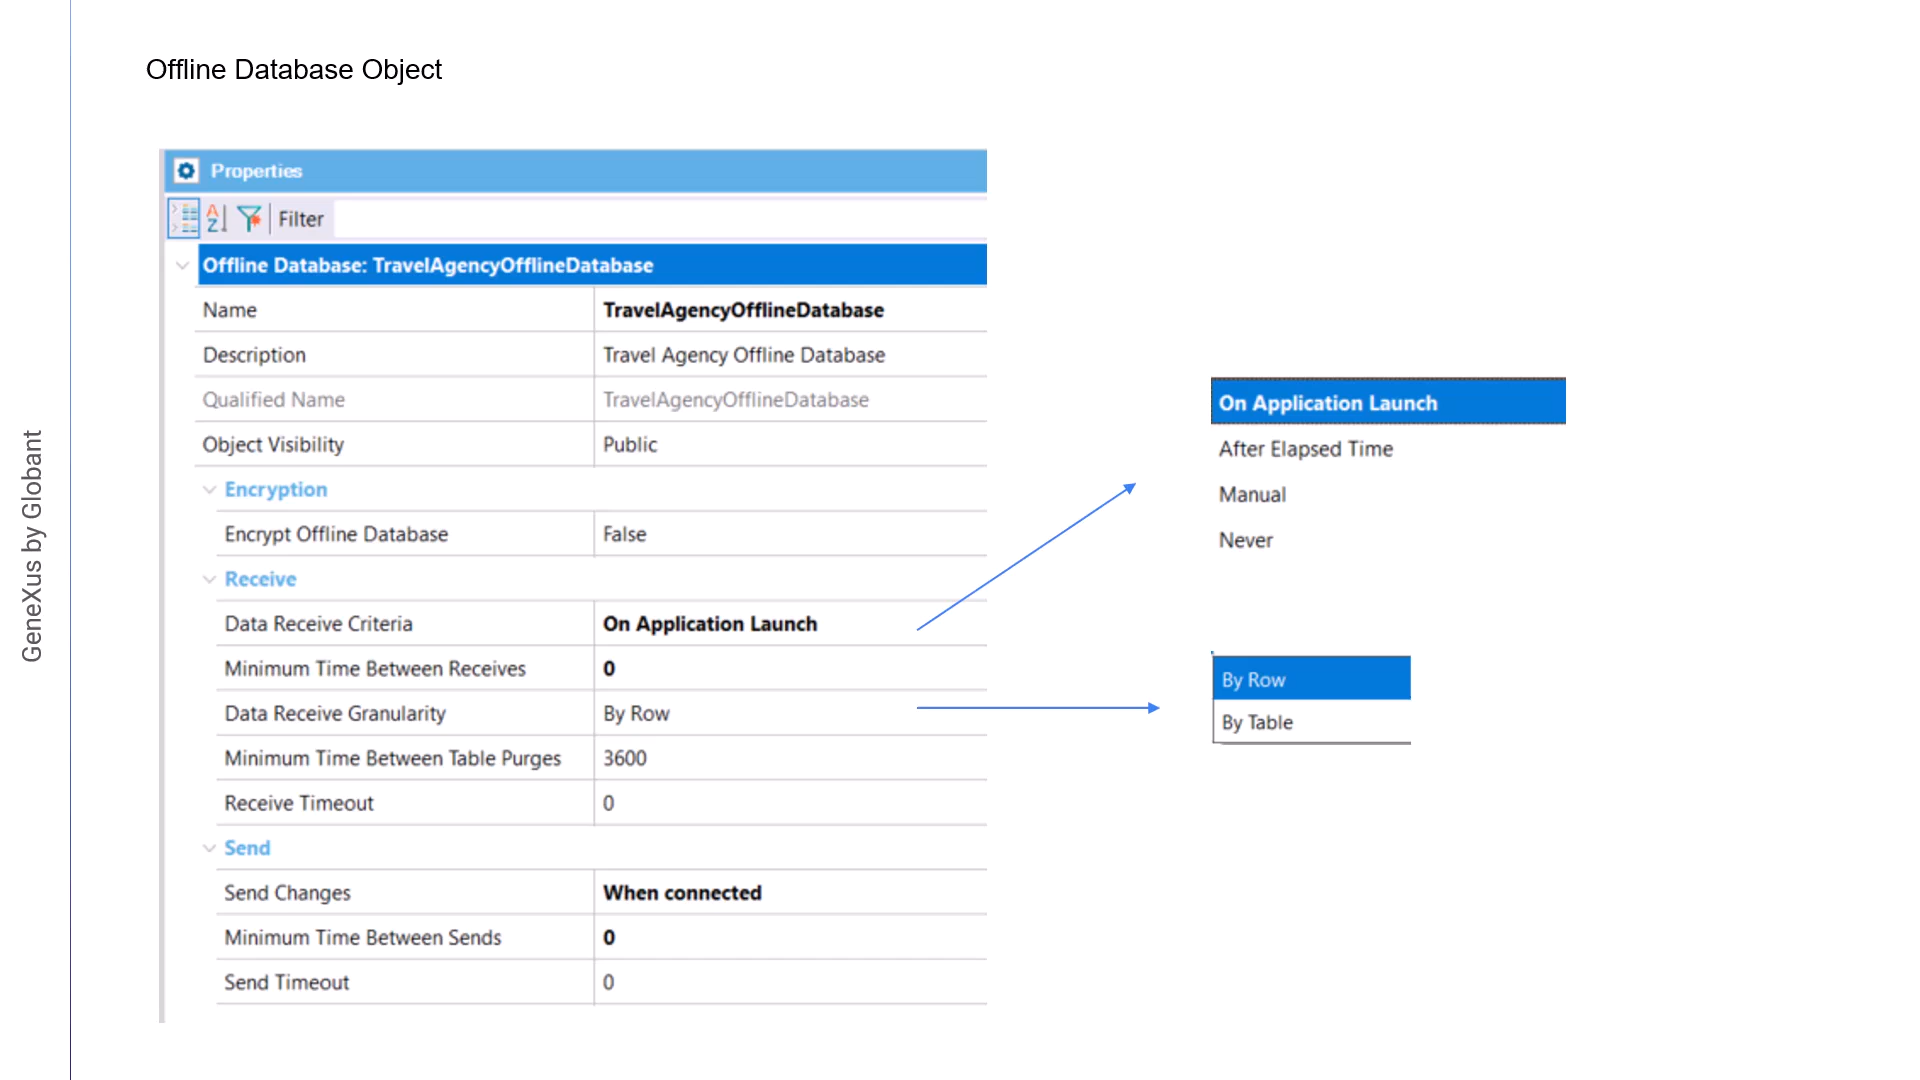 Offline Database Object
GeneXus by Globant
Properties
Filter
Offline Database: TravelAgencyOfflineDatabase
Name TravelAgencyOfflineDatabase
Description Travel Agency Offline Database
Qualified Name TravelAgencyOfflineDatabase
Object Visibility Public
Encryption
Encrypt Offline Database False
Receive
Data Receive Criteria On Application Launch
Minimum Time Between Receives 0
Data Receive Granularity By Row
Minimum Time Between Table Purges 3600
Receive Timeout 0
Send
Send Changes When connected
Minimum Time Between Sends 0
Send Timeout 0
On Application Launch
After Elapsed Time
Manual
Never
By Row
By Table